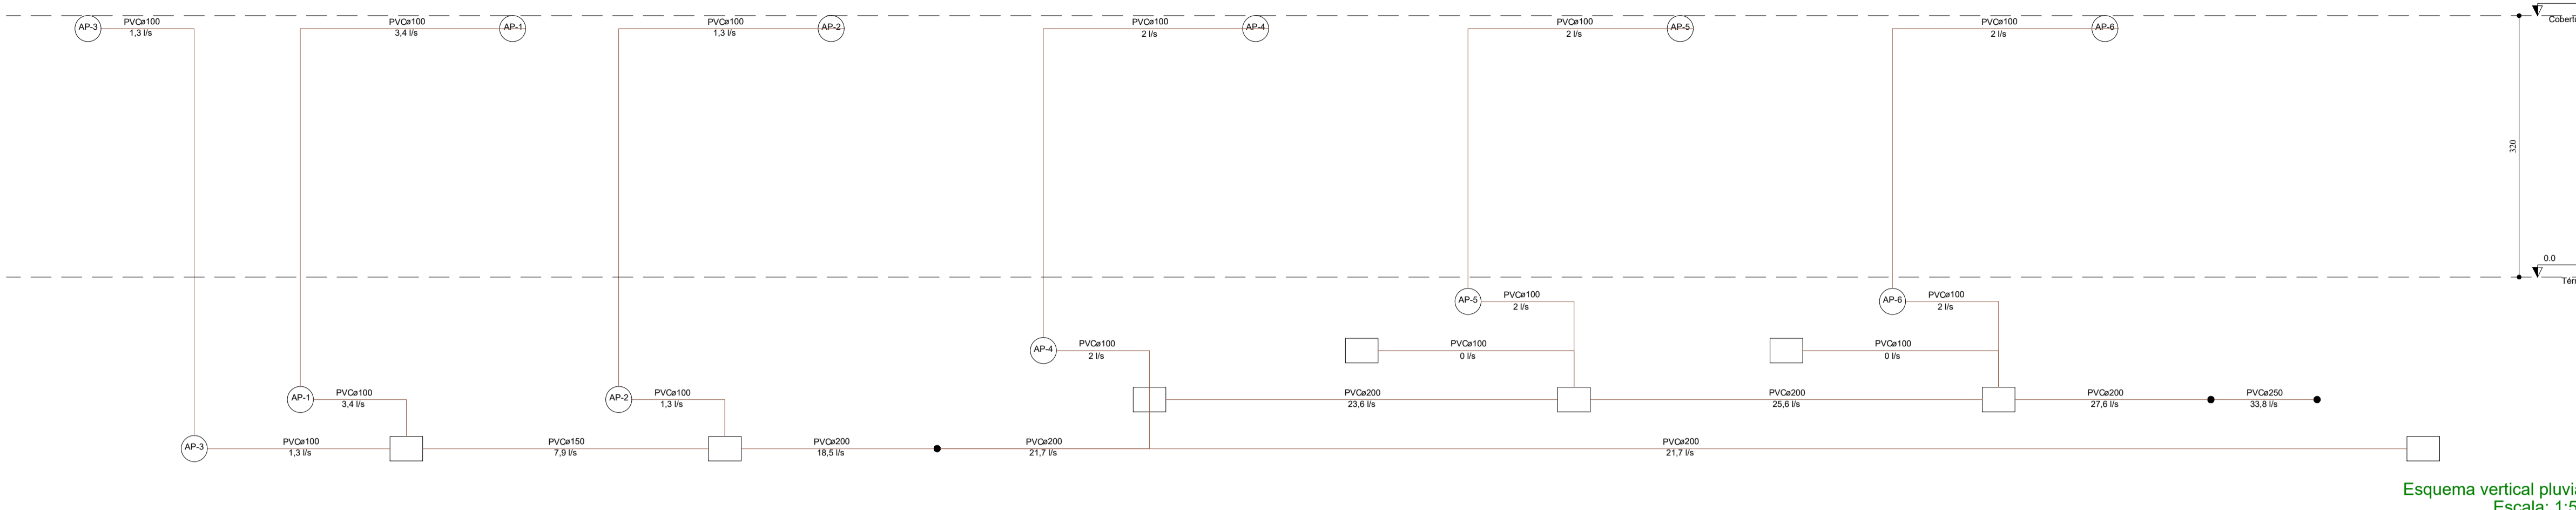 AP-3
PVCø100
1,3 l/s
PVCø100
3,4 l/s
AP-1
PVCø100
1,3 l/s
AP-2
PVCø100
2 l/s
AP-4
PVCø100
2 l/s
AP-5
PVCø100
2 l/s
AP-6
320
0.0
AP-5
PVCø100
2 l/s
AP-6
PVCø100
2 l/s
AP-4
PVCø100
2 l/s
PVCø100
0 l/s
PVCø100
0 l/s
AP-1
PVCø100
3,4 l/s
AP-2
PVCø100
1,3 l/s
PVCø200
23,6 l/s
PVCø200
25,6 l/s
PVCø200
27,6 l/s
PVCø250
33,8 l/s
AP-3
PVCø100
1,3 l/s
PVCø150
7,9 l/s
PVCø200
18,5 l/s
PVCø200
21,7 l/s
PVCø200
21,7 l/s
Esquema vertical
Escala: